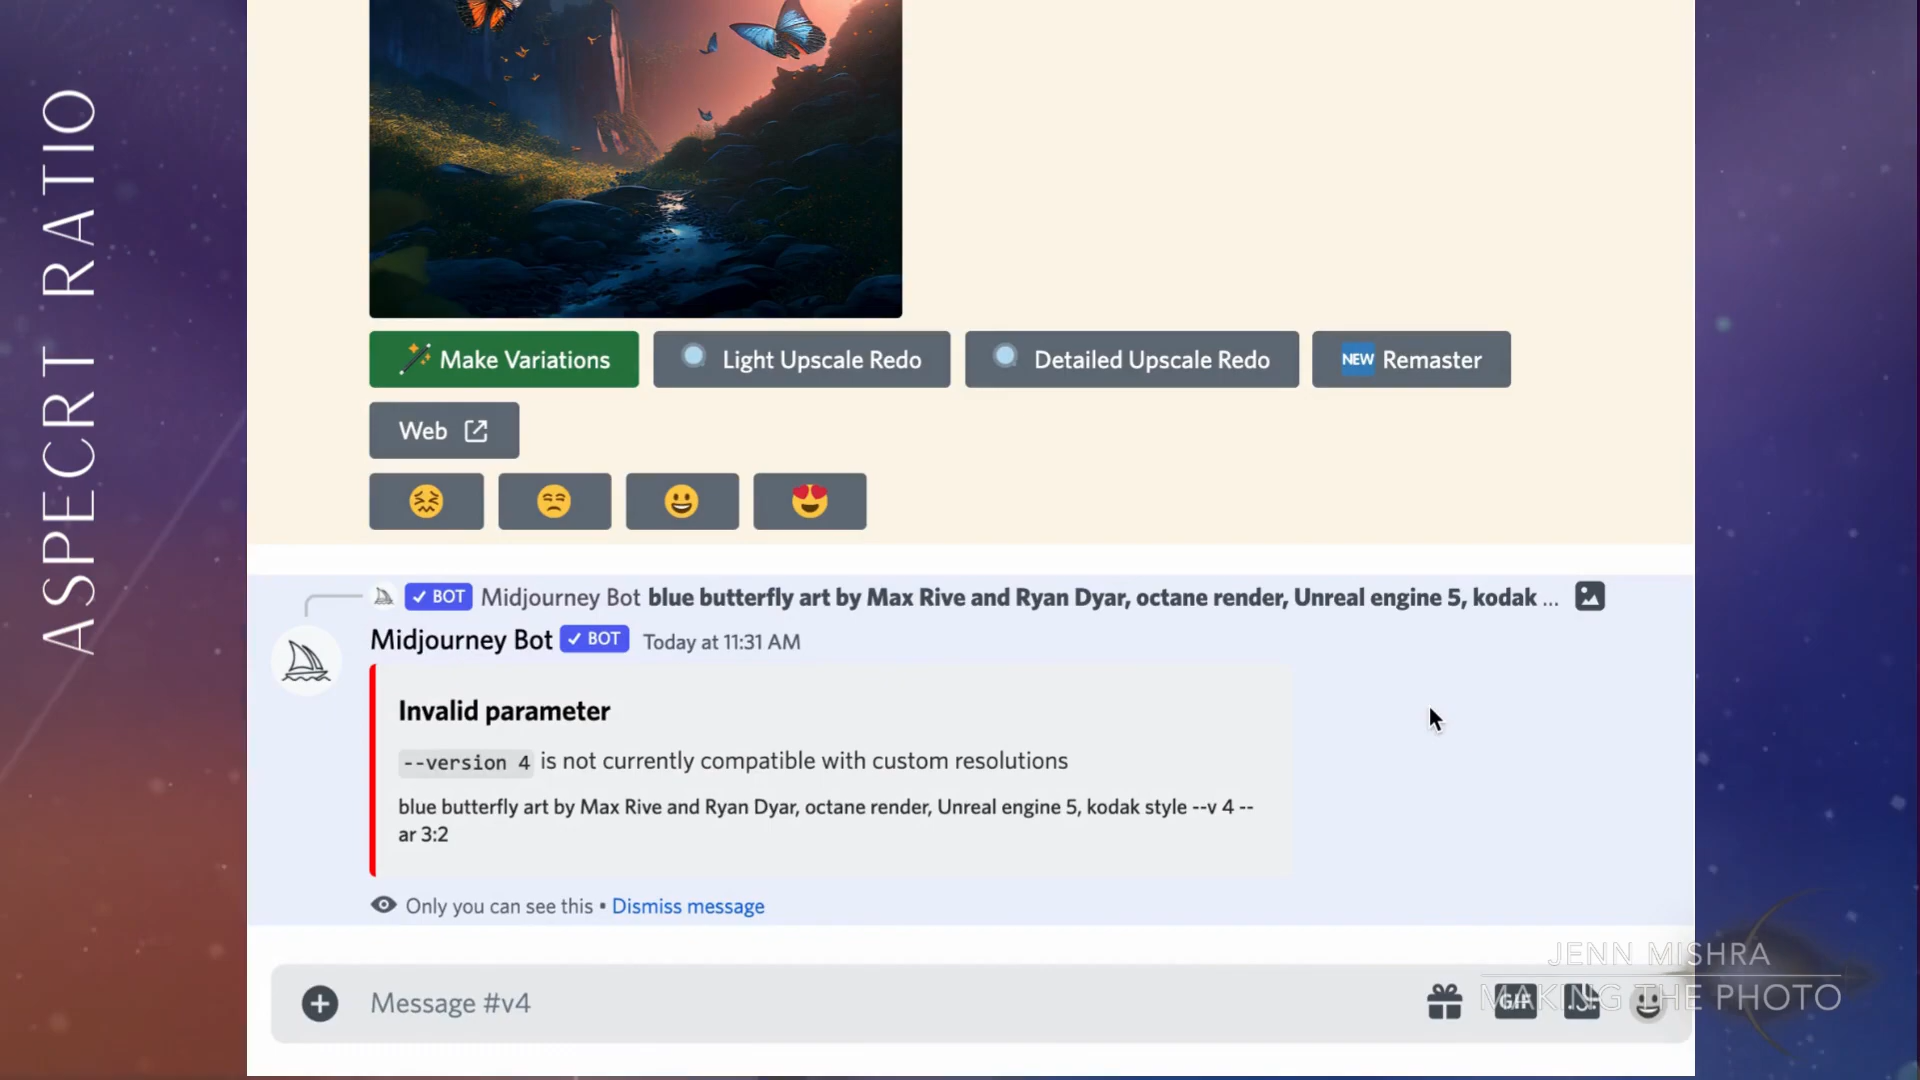 ASPECRT RATIO
Make Variations
Light Upscale Redo
Detailed Upscale Redo
NEW Remaster
Web
BOT Midjourney Bot blue butterfly art by Max Rive and Ryan Dyar, octane render, Unreal engine 5, kodak ...
Midjourney Bot BOT Today at 11:31 AM
Invalid parameter
--version 4 is not currently compatible with custom resolutions
blue butterfly art by Max Rive and Ryan Dyar, octane render, Unreal engine 5, kodak style --v 4 --
ar 3:2
Only you can see this • Dismiss message
Message #v4
GIF
JENN MISHRA
MAKING THE PHOTO